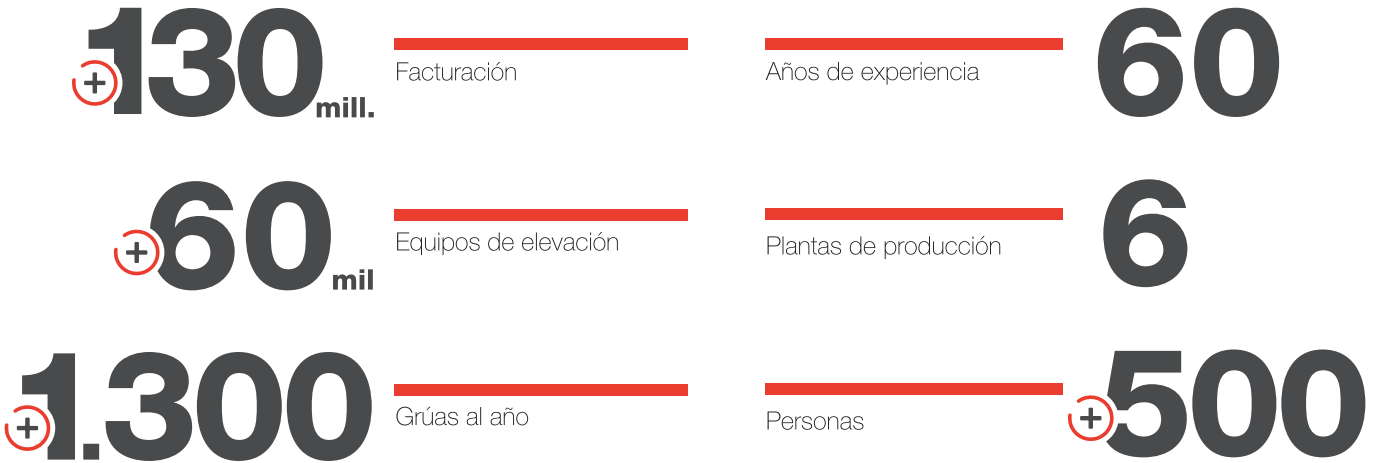 +130 mill.
Facturación
Años de experiencia
60
+60 mil
Equipos de elevación
Plantas de producción
6
+1.300
Grúas al año
Personas
+500